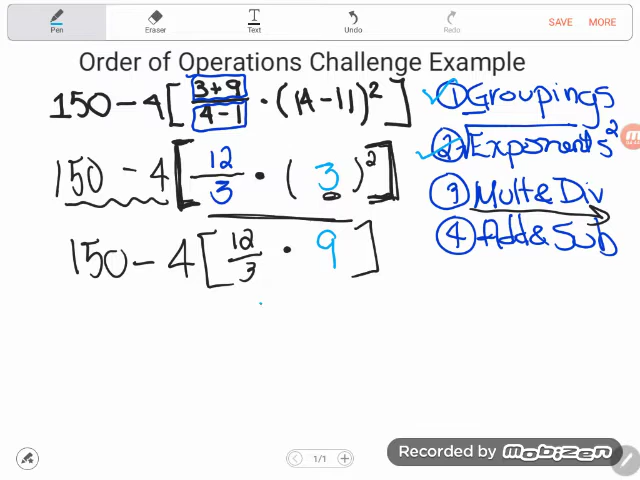 Pen Eraser Text Undo Redo SAVE MORE
Order of Operations Challenge Example
150 - 4 [ 3+9 / 4-1 · (14-11)² ]
① Groupings
② Exponents²
150 - 4 [ 12/3 · ( 3 )² ]
③ Mult & Div
④ Add & Sub
150 - 4 [ 12/3 · 9 ]
1/1
Recorded by mobizen